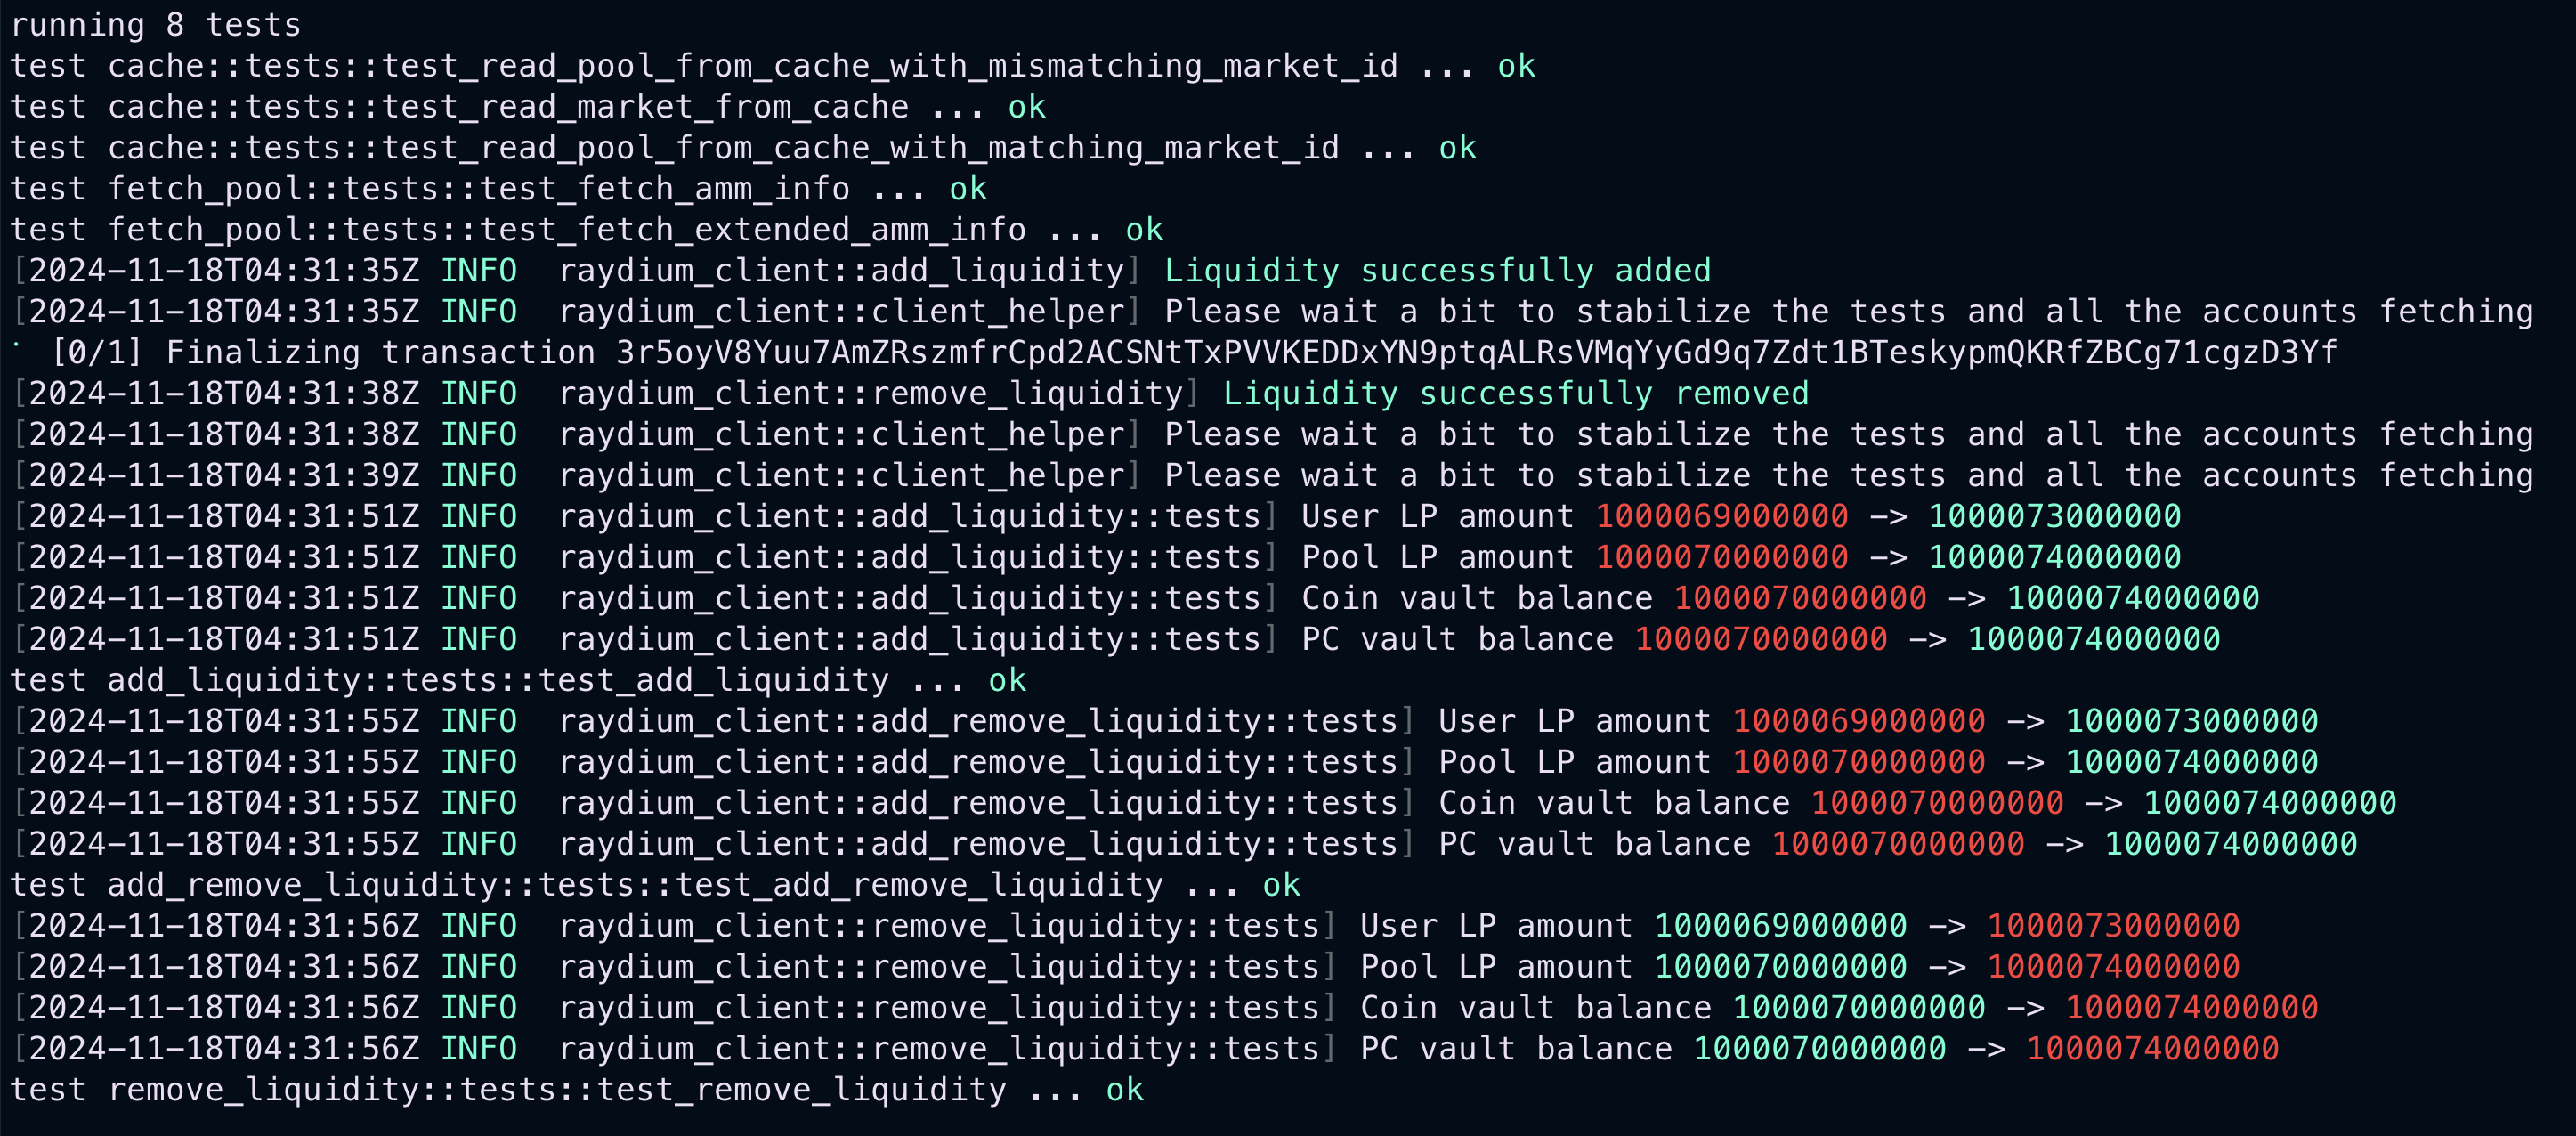 running 8 tests
test cache::tests::test_read_pool_from_cache_with_mismatching_market_id ... ok
test cache::tests::test_read_market_from_cache ... ok
test cache::tests::test_read_pool_from_cache_with_matching_market_id ... ok
test fetch_pool::tests::test_fetch_amm_info ... ok
test fetch_pool::tests::test_fetch_extended_amm_info ... ok
[2024-11-18T04:31:35Z INFO  raydium_client::add_liquidity] Liquidity successfully added
[2024-11-18T04:31:35Z INFO  raydium_client::client_helper] Please wait a bit to stabilize the tests and all the accounts fetching
⠁ [0/1] Finalizing transaction 3r5oyV8Yuu7AmZRszmfrCpd2ACSNtTxPVVKEDDxYN9ptqALRsVMqYyGd9q7Zdt1BTeskypmQKRfZBCg71cgzD3Yf
[2024-11-18T04:31:38Z INFO  raydium_client::remove_liquidity] Liquidity successfully removed
[2024-11-18T04:31:38Z INFO  raydium_client::client_helper] Please wait a bit to stabilize the tests and all the accounts fetching
[2024-11-18T04:31:39Z INFO  raydium_client::client_helper] Please wait a bit to stabilize the tests and all the accounts fetching
[2024-11-18T04:31:51Z INFO  raydium_client::add_liquidity::tests] User LP amount 1000069000000 -> 1000073000000
[2024-11-18T04:31:51Z INFO  raydium_client::add_liquidity::tests] Pool LP amount 1000070000000 -> 1000074000000
[2024-11-18T04:31:51Z INFO  raydium_client::add_liquidity::tests] Coin vault balance 1000070000000 -> 1000074000000
[2024-11-18T04:31:51Z INFO  raydium_client::add_liquidity::tests] PC vault balance 1000070000000 -> 1000074000000
test add_liquidity::tests::test_add_liquidity ... ok
[2024-11-18T04:31:55Z INFO  raydium_client::add_remove_liquidity::tests] User LP amount 1000069000000 -> 1000073000000
[2024-11-18T04:31:55Z INFO  raydium_client::add_remove_liquidity::tests] Pool LP amount 1000070000000 -> 1000074000000
[2024-11-18T04:31:55Z INFO  raydium_client::add_remove_liquidity::tests] Coin vault balance 1000070000000 -> 1000074000000
[2024-11-18T04:31:55Z INFO  raydium_client::add_remove_liquidity::tests] PC vault balance 1000070000000 -> 1000074000000
test add_remove_liquidity::tests::test_add_remove_liquidity ... ok
[2024-11-18T04:31:56Z INFO  raydium_client::remove_liquidity::tests] User LP amount 1000069000000 -> 1000073000000
[2024-11-18T04:31:56Z INFO  raydium_client::remove_liquidity::tests] Pool LP amount 1000070000000 -> 1000074000000
[2024-11-18T04:31:56Z INFO  raydium_client::remove_liquidity::tests] Coin vault balance 1000070000000 -> 1000074000000
[2024-11-18T04:31:56Z INFO  raydium_client::remove_liquidity::tests] PC vault balance 1000070000000 -> 1000074000000
test remove_liquidity::tests::test_remove_liquidity ... ok